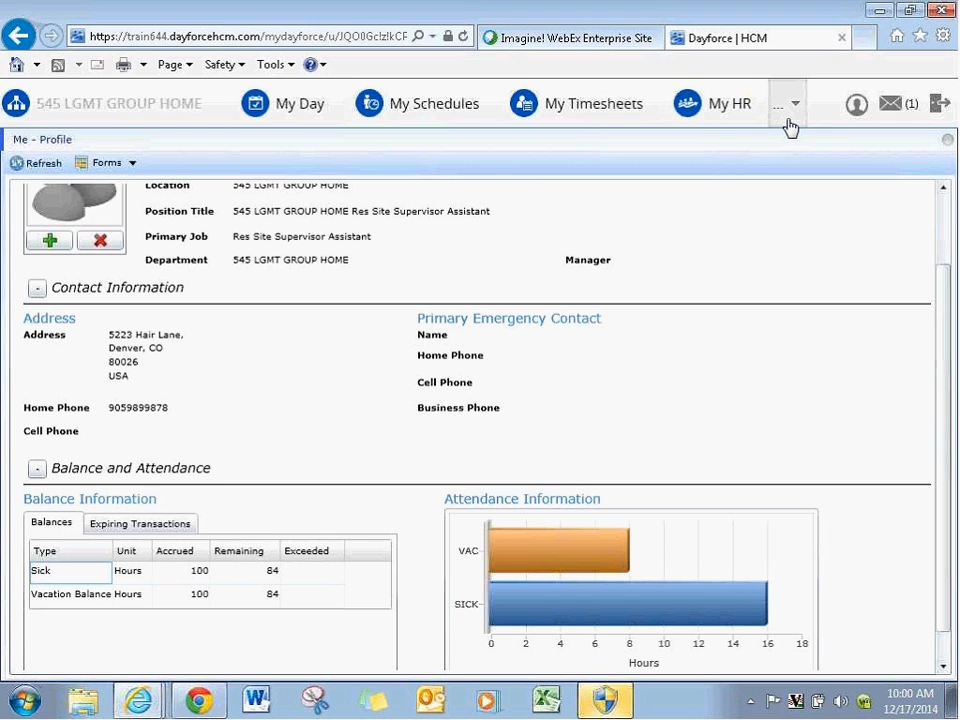 https://train644.dayforcehcm.com/mydayforce/u/
Imagine! WebEx Enterprise Site
Dayforce | HCM
Page Safety Tools
545 LGMT GROUP HOME My Day My Schedules My Timesheets My HR ... (1)
Me - Profile
Refresh Forms
Location 545 LGMT GROUP HOME
Position Title 545 LGMT GROUP HOME Res Site Supervisor Assistant
Primary Job Res Site Supervisor Assistant
Department 545 LGMT GROUP HOME Manager
- Contact Information
Address
Address 5223 Hair Lane,
Denver, CO
80026
USA
Home Phone 9059899878
Cell Phone
Primary Emergency Contact
Name
Home Phone
Cell Phone
Business Phone
- Balance and Attendance
Balance Information
Balances Expiring Transactions
Type Unit Accrued Remaining Exceeded
Sick Hours 100 84
Vacation Balance Hours 100 84
Attendance Information
VAC
SICK
0 2 4 6 8 10 12 14 16 18
Hours
10:00 AM
12/17/2014